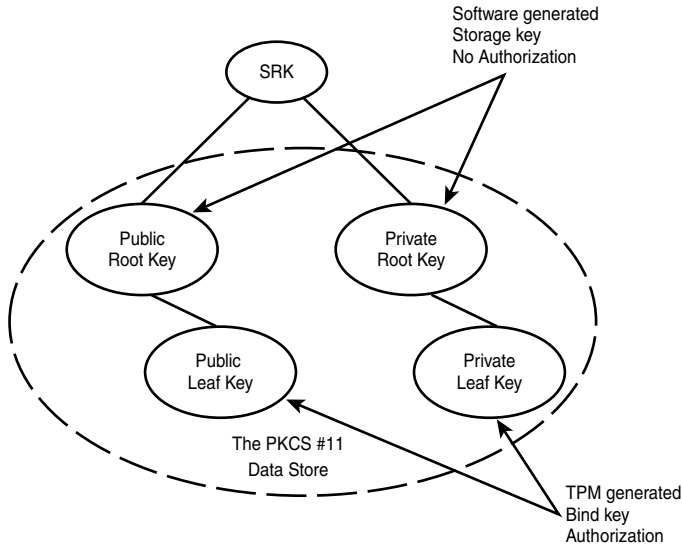 Software generated
Storage key
No Authorization
SRK
Public
Root Key
Private
Root Key
Public
Leaf Key
Private
Leaf Key
The PKCS #11
Data Store
TPM generated
Bind key
Authorization